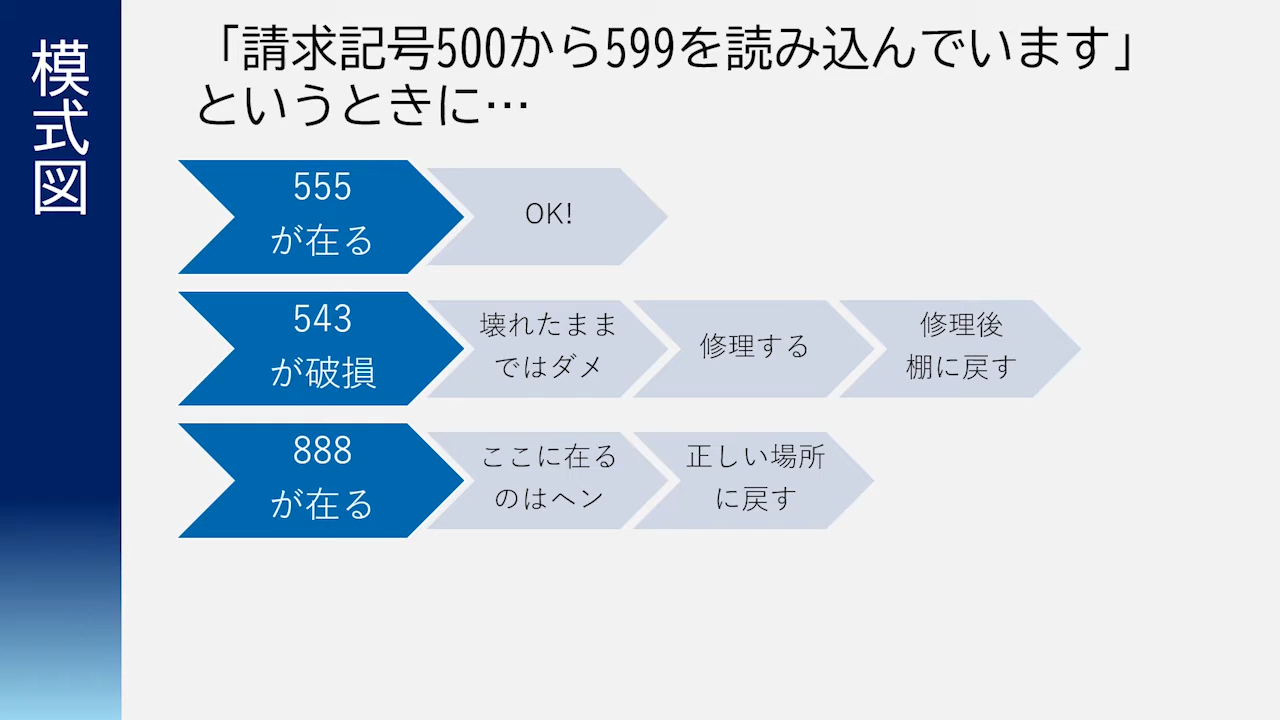 模式図
「請求記号500から599を読み込んでいます」
というときに…
555
が在る
OK!
543
が破損
壊れたまま
ではダメ
修理する
修理後
棚に戻す
888
が在る
ここに在る
のはヘン
正しい場所
に戻す